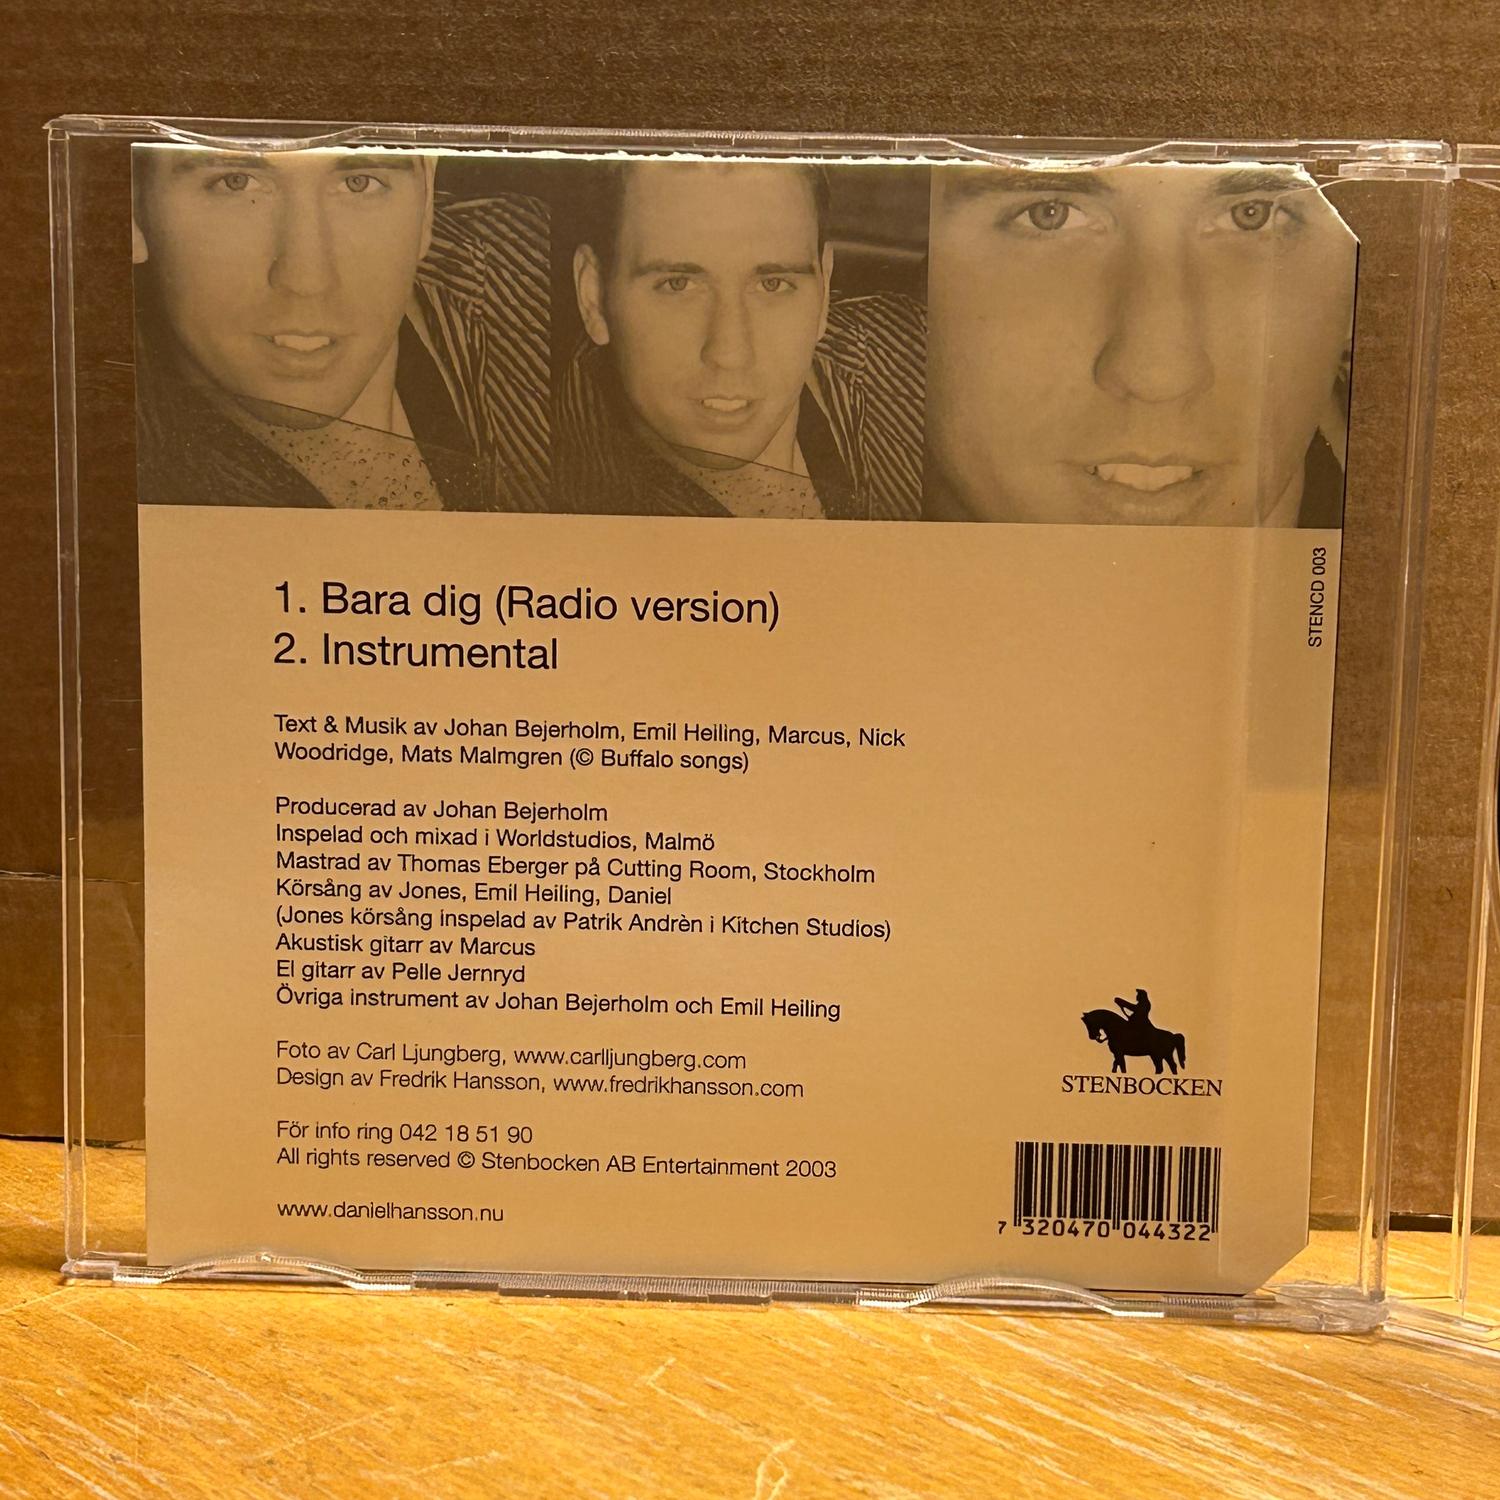 1. Bara dig (Radio version)
2. Instrumental
STENCD 003
Text & Musik av Johan Bejerholm, Emil Heiling, Marcus, Nick
Woodridge, Mats Malmgren (© Buffalo songs)
Producerad av Johan Bejerholm
Inspelad och mixad i Worldstudios, Malmö
Mastrad av Thomas Eberger på Cutting Room, Stockholm
Körsång av Jones, Emil Heiling, Daniel
(Jones körsång inspelad av Patrik Andrèn i Kitchen Studios)
Akustisk gitarr av Marcus
El gitarr av Pelle Jernryd
Övriga instrument av Johan Bejerholm och Emil Heiling
Foto av Carl Ljungberg, www.carlljungberg.com
Design av Fredrik Hansson, www.fredrikhansson.com
STENBOCKEN
För info ring 042 18 51 90
All rights reserved © Stenbocken AB Entertainment 2003
www.danielhansson.nu
7 320470 044322